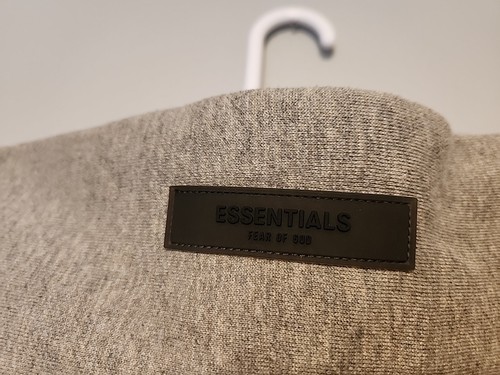 ESSENTIALS
FEAR OF GOD